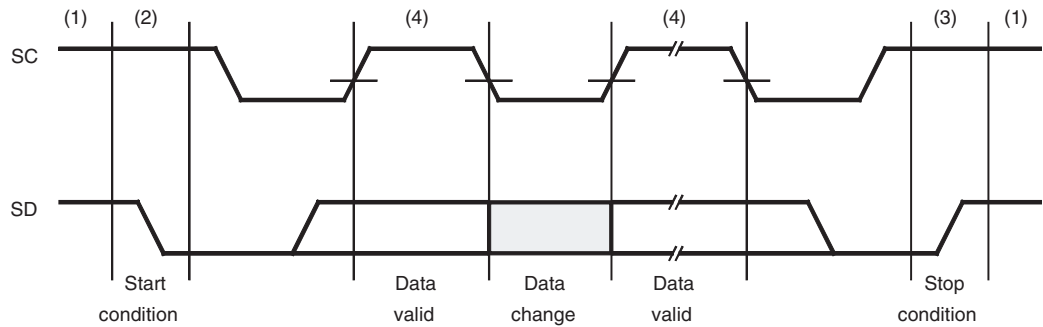 (1) (2) (4) (4) (3) (1)
SC
SD
Start condition
Data valid
Data change
Data valid
Stop condition